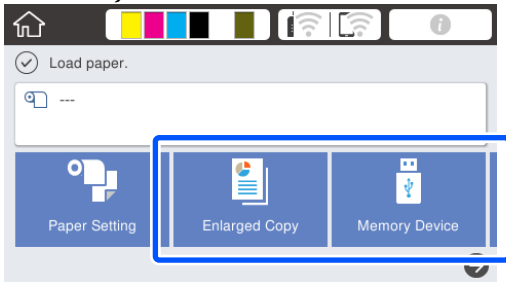 Load paper.
---
Paper Setting
Enlarged Copy
Memory Device